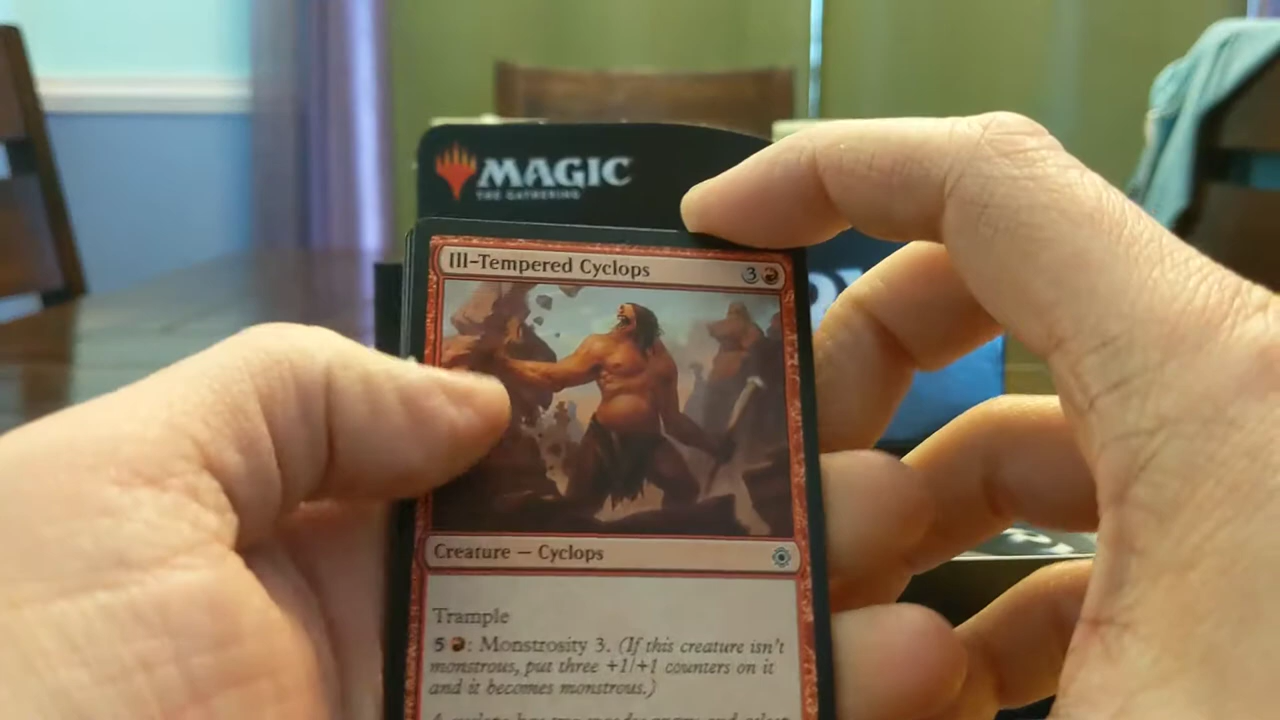 MAGIC
THE GATHERING
Ill-Tempered Cyclops 3
Creature — Cyclops
Trample
5 : Monstrosity 3. (If this creature isn't
monstrous, put three +1/+1 counters on it
and it becomes monstrous.)